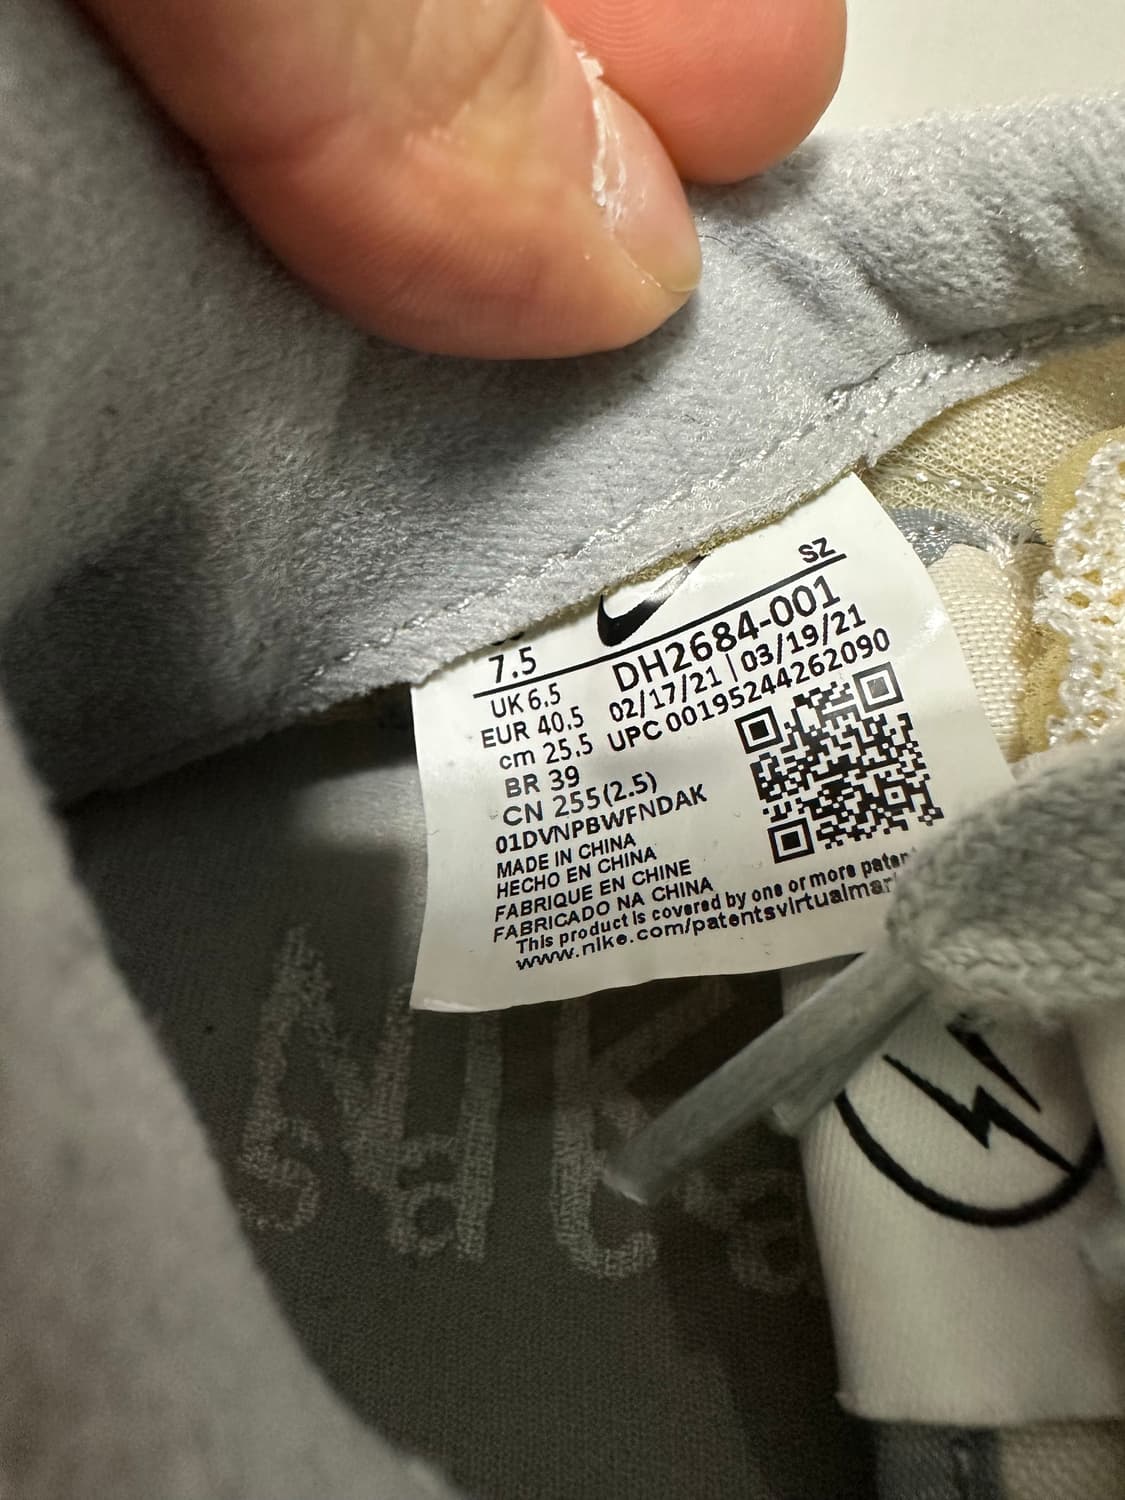 SZ
7.5
DH2684-001
UK 6.5
02/17/21 | 03/19/21
EUR 40.5
UPC 00195244262090
cm 25.5
BR 39
CN 255(2.5)
01DVNPBWFNDAK
MADE IN CHINA
HECHO EN CHINA
FABRIQUE EN CHINE
FABRICADO NA CHINA
This product is covered by one or more
www.nike.com/patentsvirtualmar